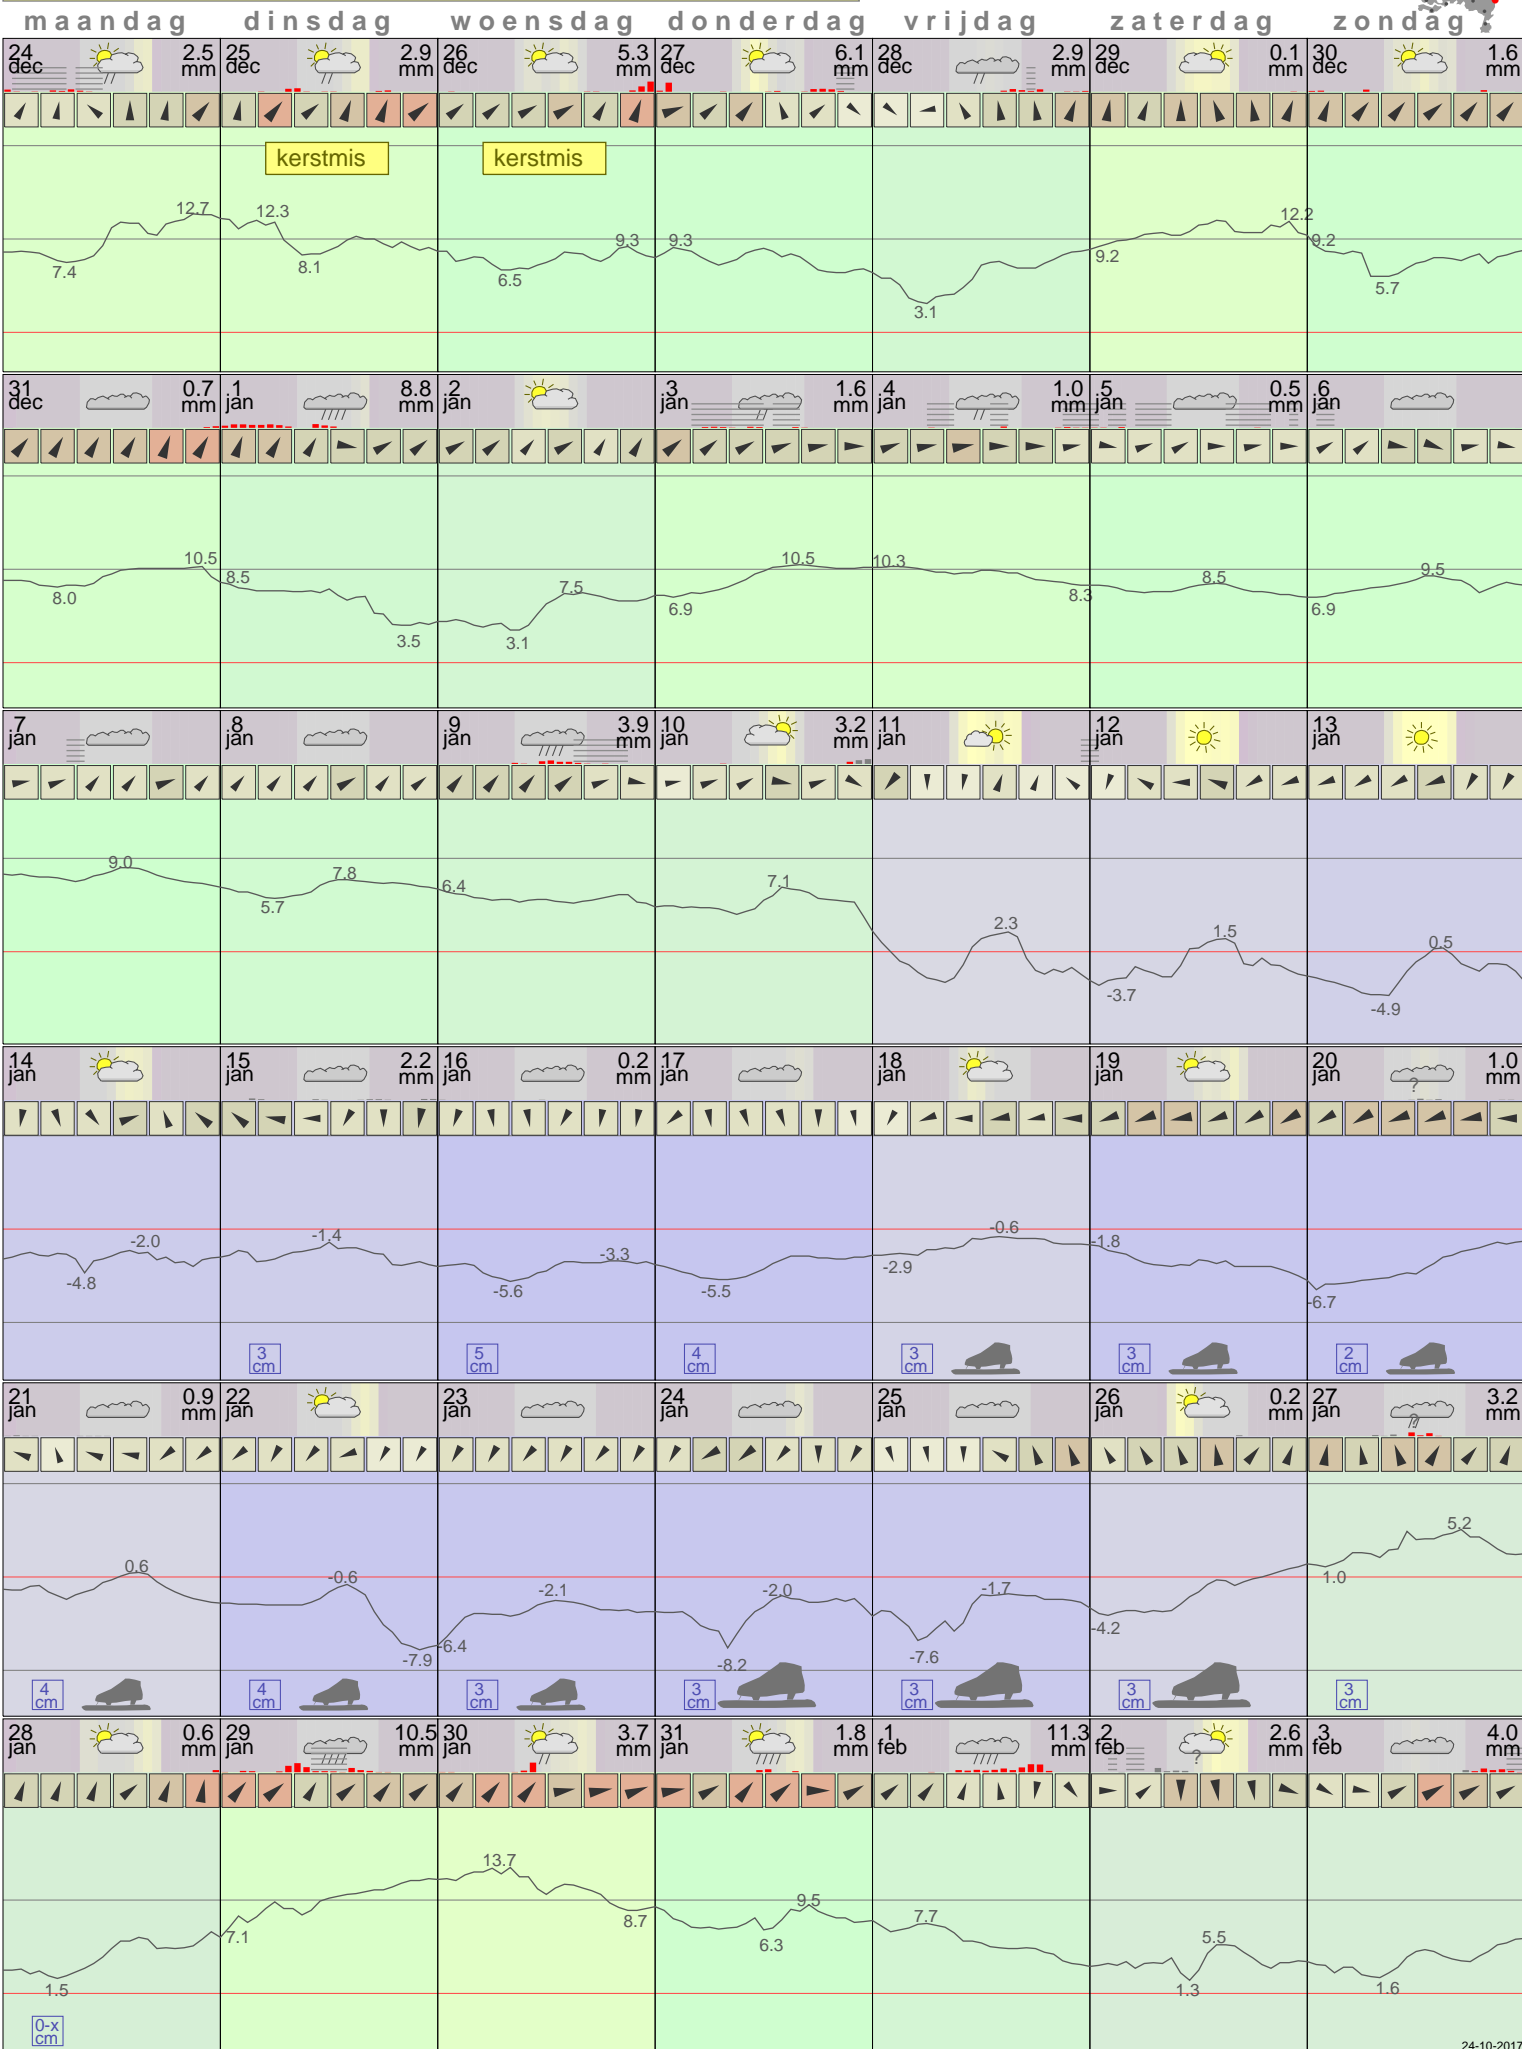 maandag dinsdag woensdag donderdag vrijdag zaterdag zondag
24 dec 2.5 mm 25 dec 2.9 mm 26 dec 5.3 mm 27 dec 6.1 mm 28 dec 2.9 mm 29 dec 0.1 mm 30 dec 1.6 mm
kerstmis kerstmis
12.7 12.3 9.3 9.3 12.2 9.2
7.4 8.1 6.5 3.1 9.2 5.7
31 dec 0.7 mm 1 jan 8.8 mm 2 jan 3 jan 1.6 mm 4 jan 1.0 mm 5 jan 0.5 mm 6 jan
10.5 8.5 7.5 10.5 10.3 8.5 9.5
8.0 3.5 3.1 6.9 8.3 6.9
7 jan 8 jan 9 jan 3.9 mm 10 jan 3.2 mm 11 jan 12 jan 13 jan
9.0 7.8 6.4 7.1 2.3 1.5 0.5
5.7 -3.7 -4.9
14 jan 15 jan 2.2 mm 16 jan 0.2 mm 17 jan 18 jan 19 jan 20 jan ? 1.0 mm
-2.0 -1.4 -3.3 -0.6 -1.8
-4.8 -5.6 -5.5 -2.9 -6.7
3 cm 5 cm 4 cm 3 cm 3 cm 2 cm
21 jan 0.9 mm 22 jan 23 jan 24 jan 25 jan 26 jan 0.2 mm 27 jan ? 3.2 mm
0.6 -0.6 -2.1 -2.0 -1.7 5.2
-7.9 -6.4 -8.2 -7.6 -4.2 1.0
4 cm 4 cm 3 cm 3 cm 3 cm 3 cm 3 cm
28 jan 0.6 mm 29 jan 10.5 mm 30 jan 3.7 mm 31 jan 1.8 mm 1 feb 11.3 mm 2 feb ? 2.6 mm 3 feb 4.0 mm
13.7 9.5 7.7 5.5
1.5 7.1 8.7 6.3 1.3 1.6
0-x cm
24-10-2017